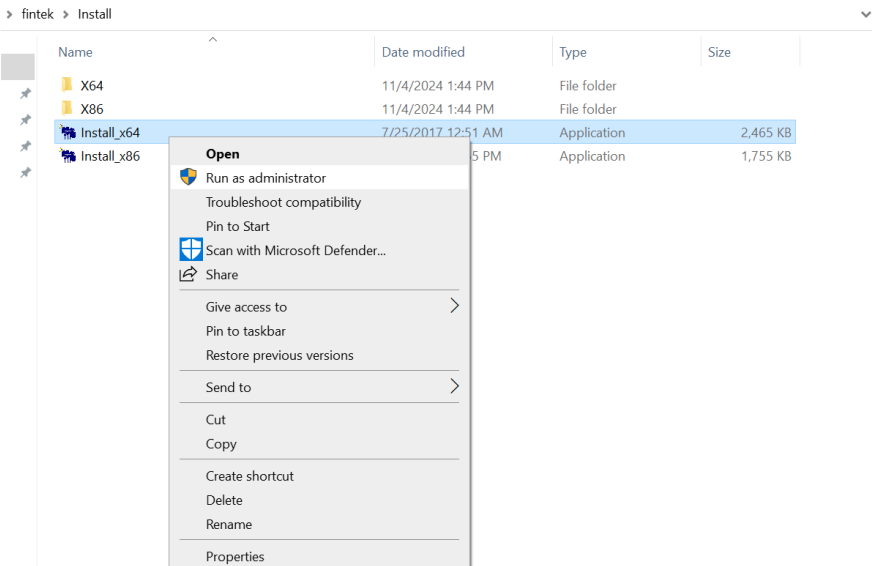 fintek > Install
Name Date modified Type Size
X64 11/4/2024 1:44 PM File folder
X86 11/4/2024 1:44 PM File folder
Install_x64 7/25/2017 12:51 AM Application 2,465 KB
Install_x86 PM Application 1,755 KB
Open
Run as administrator
Troubleshoot compatibility
Pin to Start
Scan with Microsoft Defender...
Share
Give access to
Pin to taskbar
Restore previous versions
Send to
Cut
Copy
Create shortcut
Delete
Rename
Properties